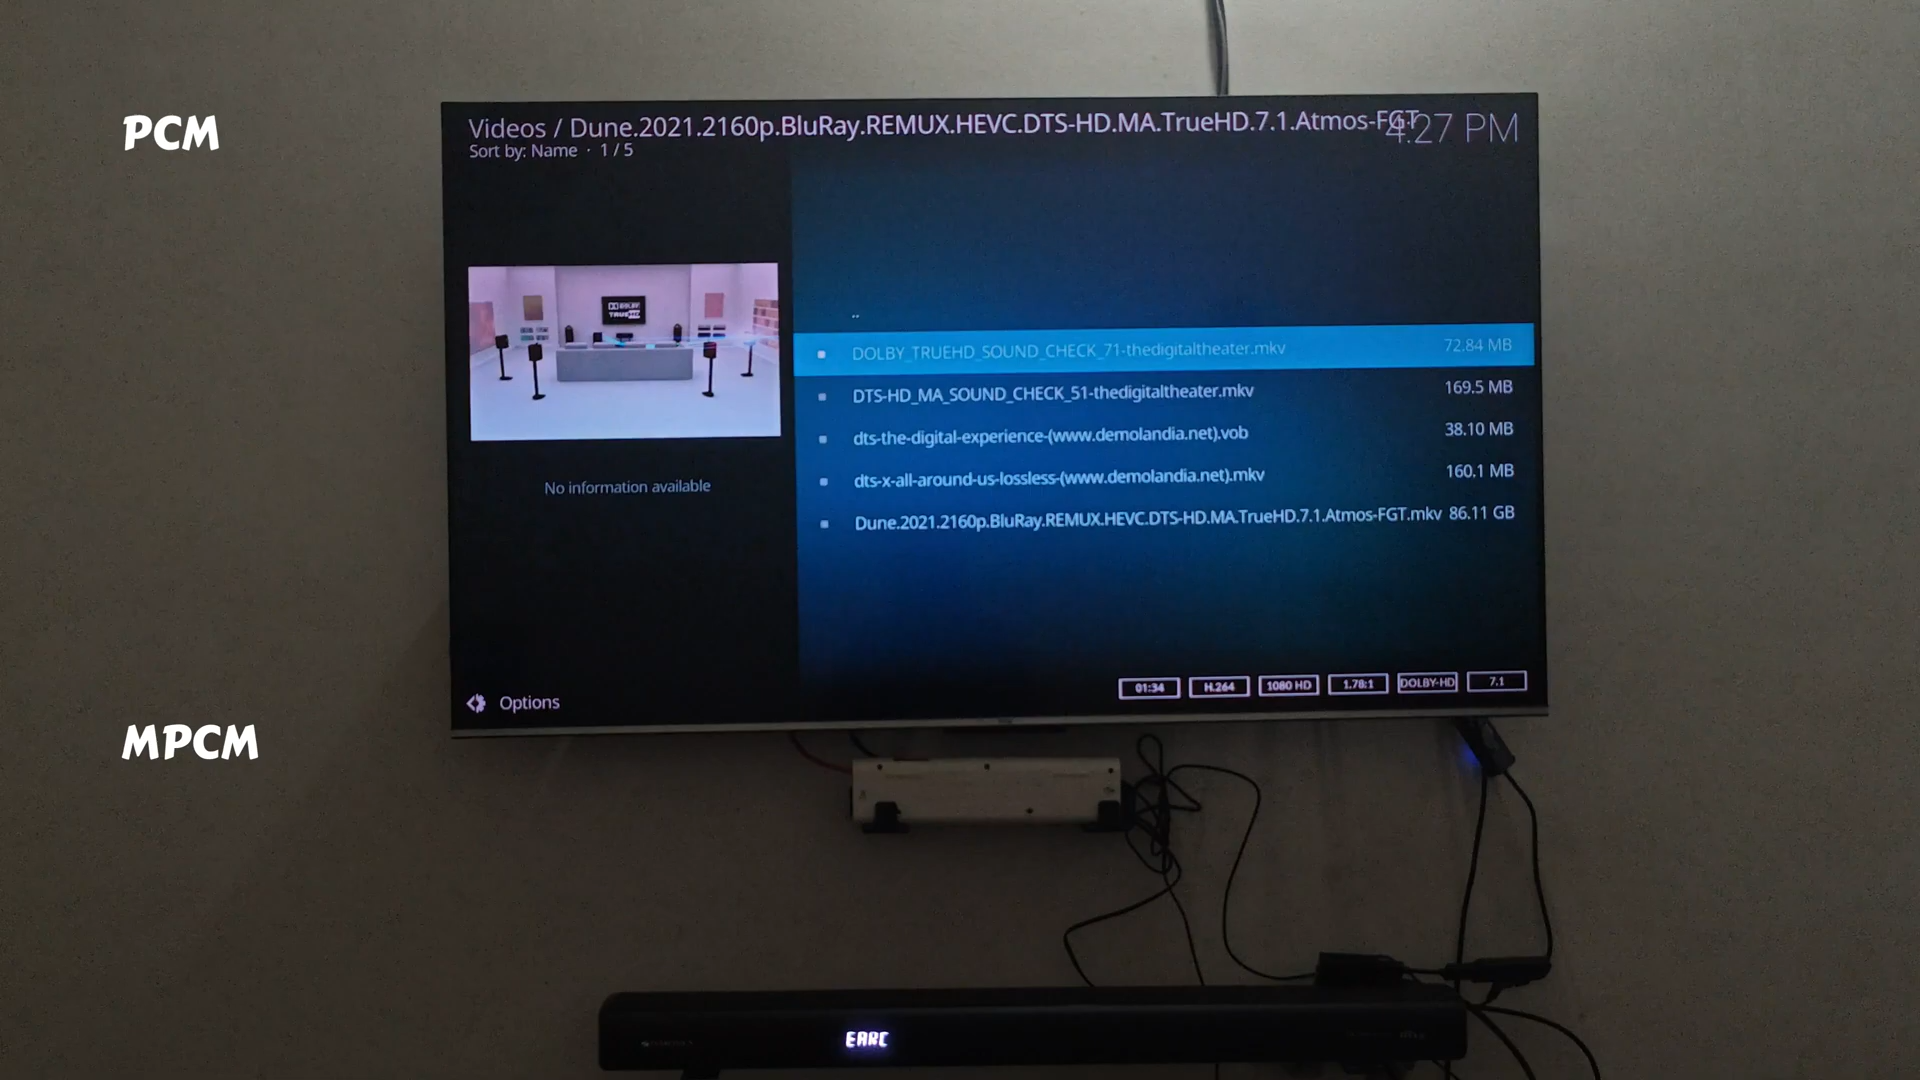 PCM
Videos / Dune.2021.2160p.BluRay.REMUX.HEVC.DTS-HD.MA.TrueHD.7.1.Atmos-FGT
4:27 PM
Sort by: Name · 1 / 5
DOLBY
TRUEHD
..
DOLBY_TRUEHD_SOUND_CHECK_71-thedigitaltheater.mkv 72.84 MB
DTS-HD_MA_SOUND_CHECK_51-thedigitaltheater.mkv 169.5 MB
dts-the-digital-experience-(www.demolandia.net).vob 38.10 MB
dts-x-all-around-us-lossless-(www.demolandia.net).mkv 160.1 MB
Dune.2021.2160p.BluRay.REMUX.HEVC.DTS-HD.MA.TrueHD.7.1.Atmos-FGT.mkv 86.11 GB
No information available
Options
01:34 H.264 1080 HD 1.78:1 DOLBY-HD 7.1
MPCM
EARC